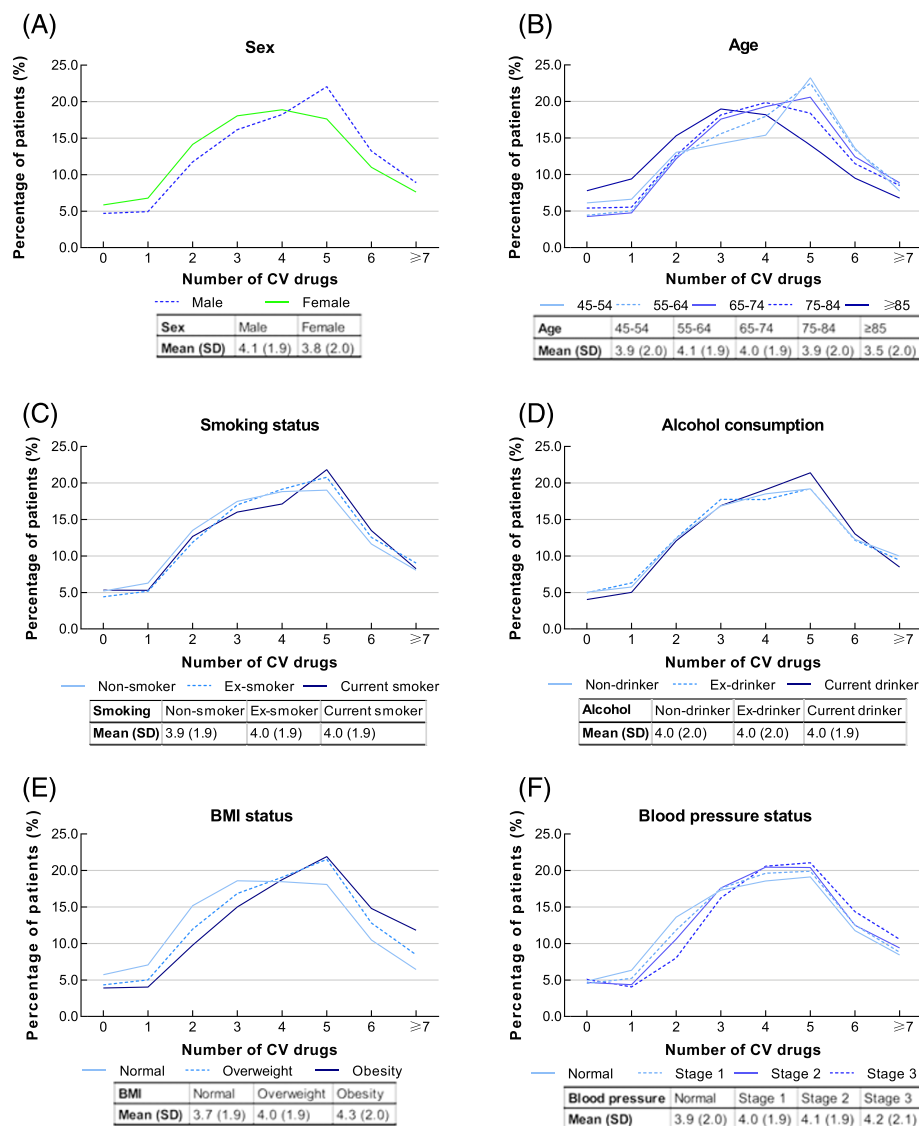 (A)
Sex
Percentage of patients (%)
25.0
20.0
15.0
10.0
5.0
0.0
0 1 2 3 4 5 6 ≥7
Number of CV drugs
Male Female
Sex Male Female
Mean (SD) 4.1 (1.9) 3.8 (2.0)
(B)
Age
Percentage of patients (%)
25.0
20.0
15.0
10.0
5.0
0.0
0 1 2 3 4 5 6 ≥7
Number of CV drugs
45-54 55-64 65-74 75-84 ≥85
Age 45-54 55-64 65-74 75-84 ≥85
Mean (SD) 3.9 (2.0) 4.1 (1.9) 4.0 (1.9) 3.9 (2.0) 3.5 (2.0)
(C)
Smoking status
Percentage of patients (%)
25.0
20.0
15.0
10.0
5.0
0.0
0 1 2 3 4 5 6 ≥7
Number of CV drugs
Non-smoker Ex-smoker Current smoker
Smoking Non-smoker Ex-smoker Current smoker
Mean (SD) 3.9 (1.9) 4.0 (1.9) 4.0 (1.9)
(D)
Alcohol consumption
Percentage of patients (%)
25.0
20.0
15.0
10.0
5.0
0.0
0 1 2 3 4 5 6 ≥7
Number of CV drugs
Non-drinker Ex-drinker Current drinker
Alcohol Non-drinker Ex-drinker Current drinker
Mean (SD) 4.0 (2.0) 4.0 (2.0) 4.0 (1.9)
(E)
BMI status
Percentage of patients (%)
25.0
20.0
15.0
10.0
5.0
0.0
0 1 2 3 4 5 6 ≥7
Number of CV drugs
Normal Overweight Obesity
BMI Normal Overweight Obesity
Mean (SD) 3.7 (1.9) 4.0 (1.9) 4.3 (2.0)
(F)
Blood pressure status
Percentage of patients (%)
25.0
20.0
15.0
10.0
5.0
0.0
0 1 2 3 4 5 6 ≥7
Number of CV drugs
Normal Stage 1 Stage 2 Stage 3
Blood pressure Normal Stage 1 Stage 2 Stage 3
Mean (SD) 3.9 (2.0) 4.0 (1.9) 4.1 (1.9) 4.2 (2.1)